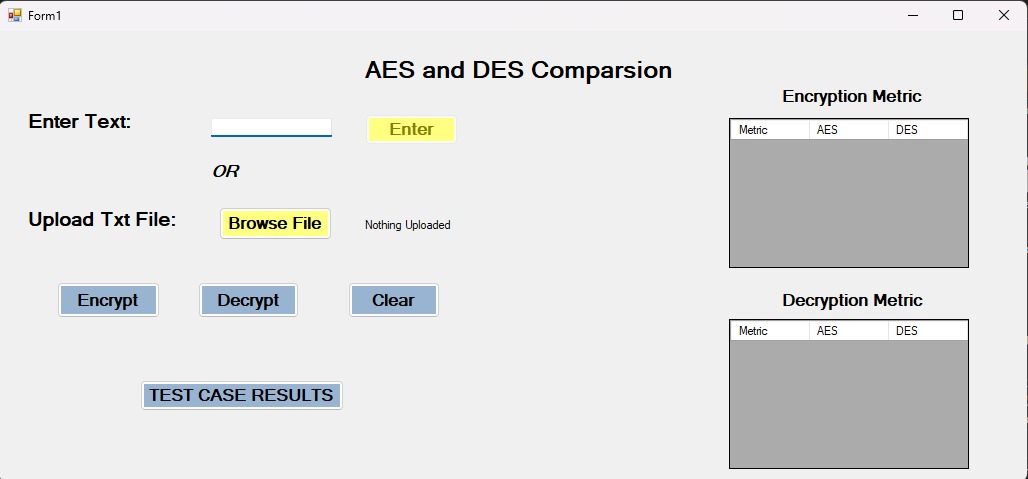 Form1
AES and DES Comparsion
Enter Text:
Enter
OR
Upload Txt File:
Browse File
Nothing Uploaded
Encrypt
Decrypt
Clear
TEST CASE RESULTS
Encryption Metric
Metric AES DES
Decryption Metric
Metric AES DES